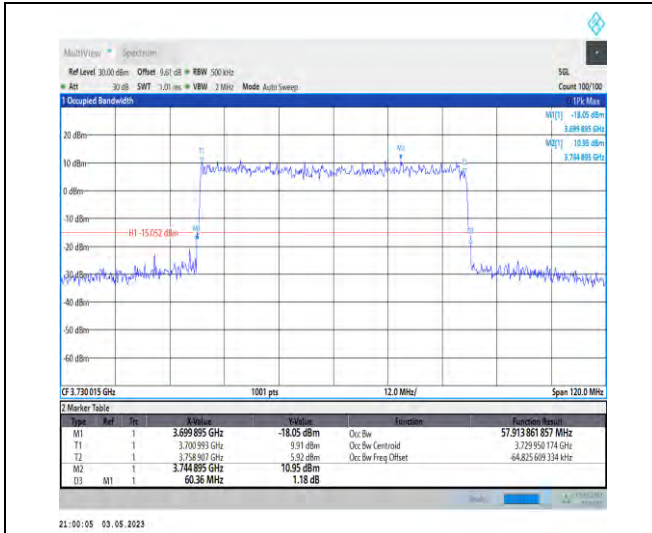 MultiView Spectrum
Ref Level 30.00 dBm Offset 9.61 dB RBW 500 kHz SGL
Att 30 dB SWT 1.01 ms VBW 2 MHz Mode Auto Sweep Count 100/100
1 Occupied Bandwidth 1Pk Max
M1[1] -18.05 dBm
3.699 895 GHz
M2[1] 10.95 dBm
3.744 895 GHz
20 dBm
M2
10 dBm
0 dBm
-10 dBm
H1 -15.052 dBm
-30 dBm
-40 dBm
-50 dBm
-60 dBm
CF 3.730 015 GHz 1001 pts 12.0 MHz/ Span 120.0 MHz
2 Marker Table
Type Ref Trc X-Value Y-Value Function Function Result
M1 1 3.699 895 GHz -18.05 dBm Occ Bw 57.913 861 857 MHz
T1 1 3.700 993 GHz 9.91 dBm Occ Bw Centroid 3.729 950 174 GHz
T2 1 3.758 907 GHz 5.92 dBm Occ Bw Freq Offset -64.825 609 334 kHz
M2 1 3.744 895 GHz 10.95 dBm
D3 M1 1 60.36 MHz 1.18 dB
21:00:05 03.05.2023